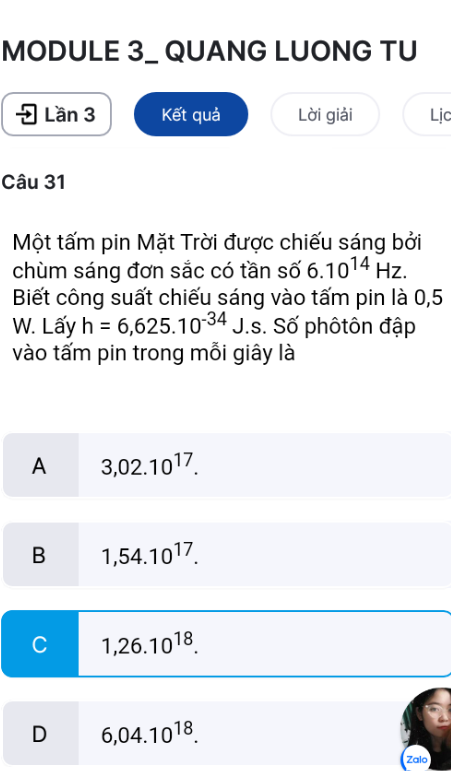 MODULE 3_ QUANG LUONG TU
Lần 3
Kết quả
Lời giải
Lịc
Câu 31
Một tấm pin Mặt Trời được chiếu sáng bởi
chùm sáng đơn sắc có tần số 6.10^14 Hz.
Biết công suất chiếu sáng vào tấm pin là 0,5
W. Lấy h = 6,625.10^-34 J.s. Số phôtôn đập
vào tấm pin trong mỗi giây là
A 3,02.10^17.
B 1,54.10^17.
C 1,26.10^18.
D 6,04.10^18.
Zalo